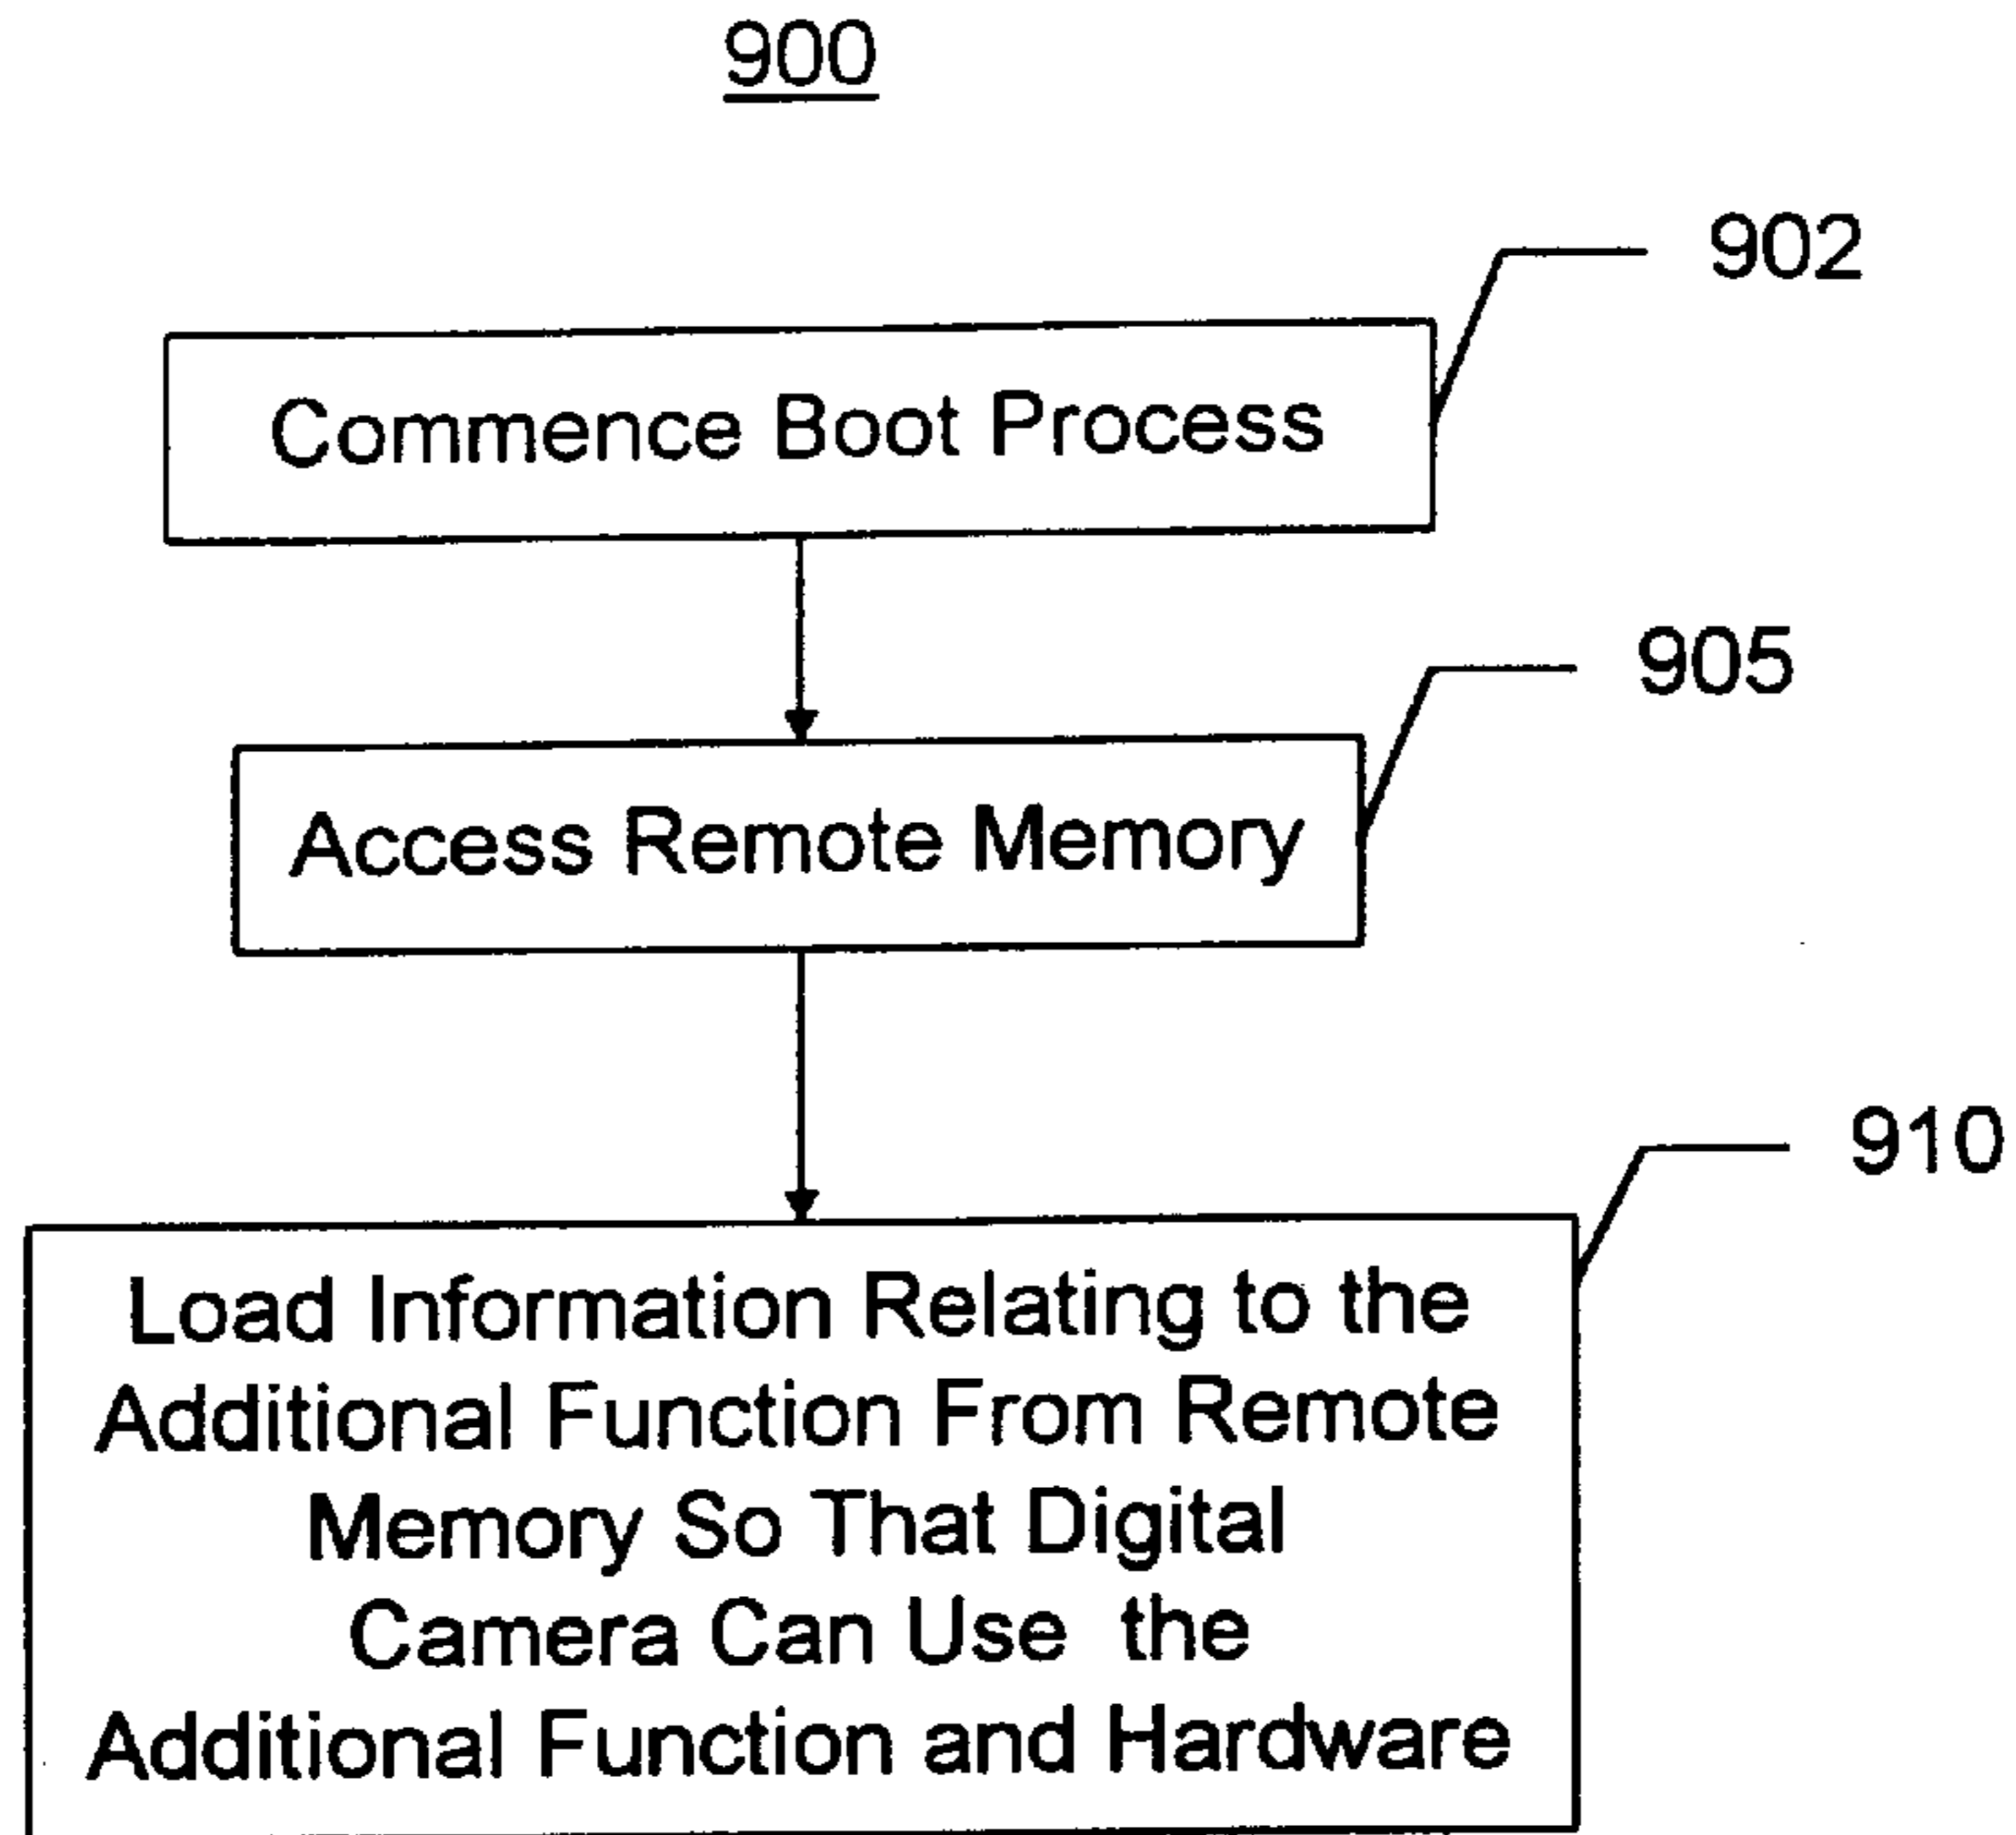 900
902
Commence Boot Process
905
Access Remote Memory
910
Load Information Relating to the
Additional Function From Remote
Memory So That Digital
Camera Can Use the
Additional Function and Hardware